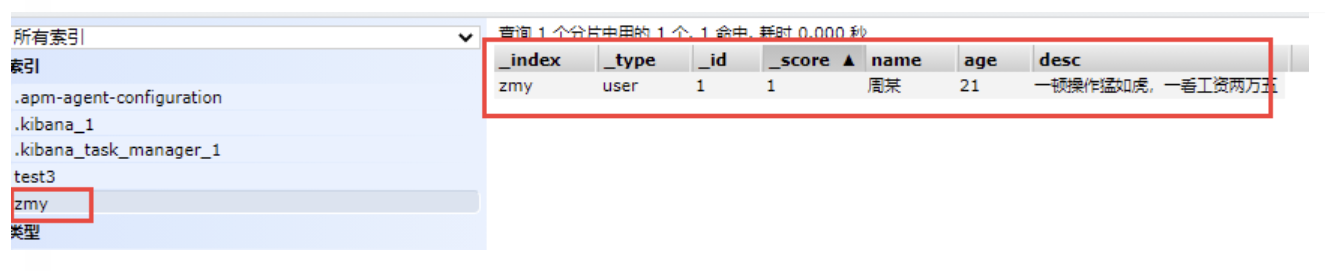 所有索引
查询 1 个分片中用的 1 个. 1 命中. 耗时 0.000 秒
索引
.apm-agent-configuration
.kibana_1
.kibana_task_manager_1
test3
zmy
类型
_index _type _id _score ▲ name age desc
zmy user 1 1 周某 21 一顿操作猛如虎，一看工资两万五